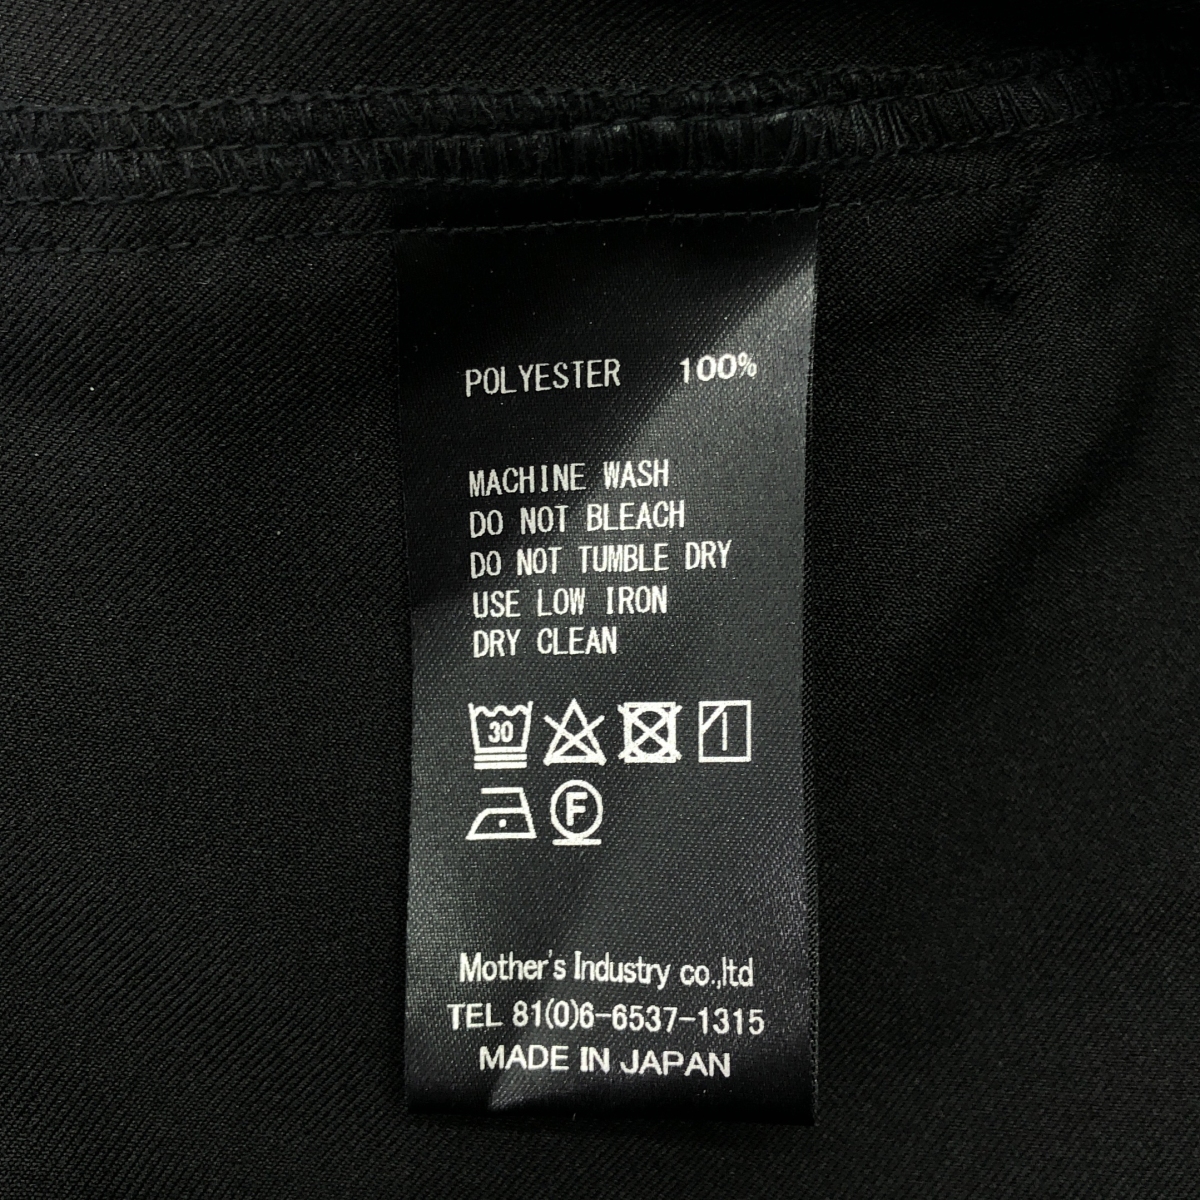 POLYESTER 100%
MACHINE WASH
DO NOT BLEACH
DO NOT TUMBLE DRY
USE LOW IRON
DRY CLEAN
30
F
Mother's Industry co.,ltd
TEL 81(0)6-6537-1315
MADE IN JAPAN